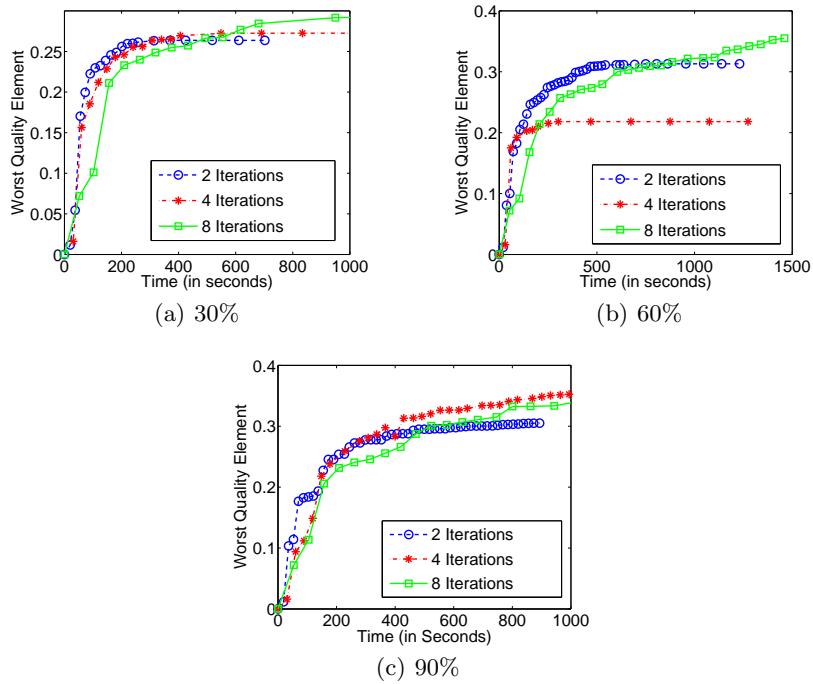 0.25
0.2
0.15
0.1
0.05
0
Worst Quality Element
2 Iterations
4 Iterations
8 Iterations
0 200 400 600 800 1000
Time (in seconds)
(a) 30%
0.4
0.3
0.2
0.1
0
Worst Quality Element
2 Iterations
4 Iterations
8 Iterations
0 500 1000 1500
Time (in seconds)
(b) 60%
0.4
0.3
0.2
0.1
0
Worst Quality Element
2 Iterations
4 Iterations
8 Iterations
0 200 400 600 800 1000
Time (in Seconds)
(c) 90%